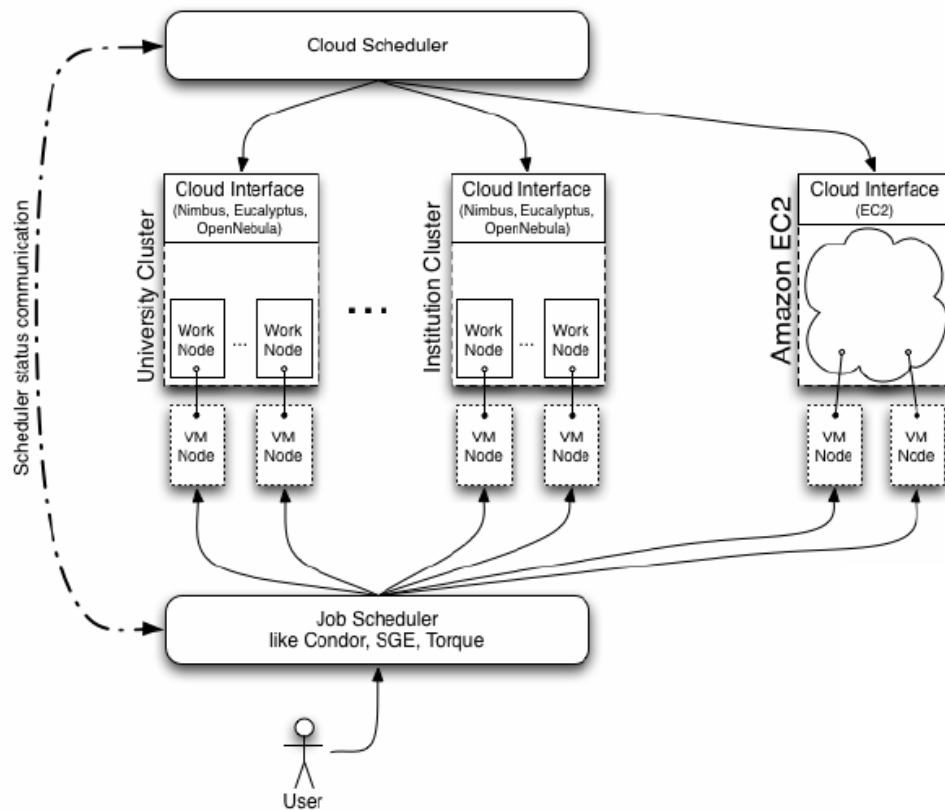 Cloud Scheduler
Scheduler status communication
University Cluster
Cloud Interface
(Nimbus, Eucalyptus,
OpenNebula)
Work
Node
...
Work
Node
VM
Node
VM
Node
...
Institution Cluster
Cloud Interface
(Nimbus, Eucalyptus,
OpenNebula)
Work
Node
...
Work
Node
VM
Node
VM
Node
Amazon EC2
Cloud Interface
(EC2)
VM
Node
VM
Node
Job Scheduler
like Condor, SGE, Torque
User